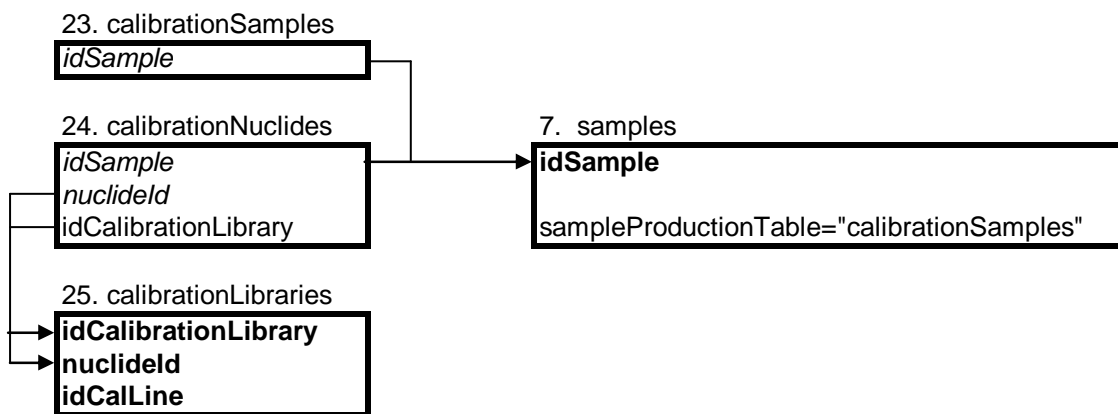 23. calibrationSamples
idSample
24. calibrationNuclides
idSample
nuclideId
idCalibrationLibrary
7. samples
idSample
sampleProductionTable="calibrationSamples"
25. calibrationLibraries
idCalibrationLibrary
nuclideId
idCalLine